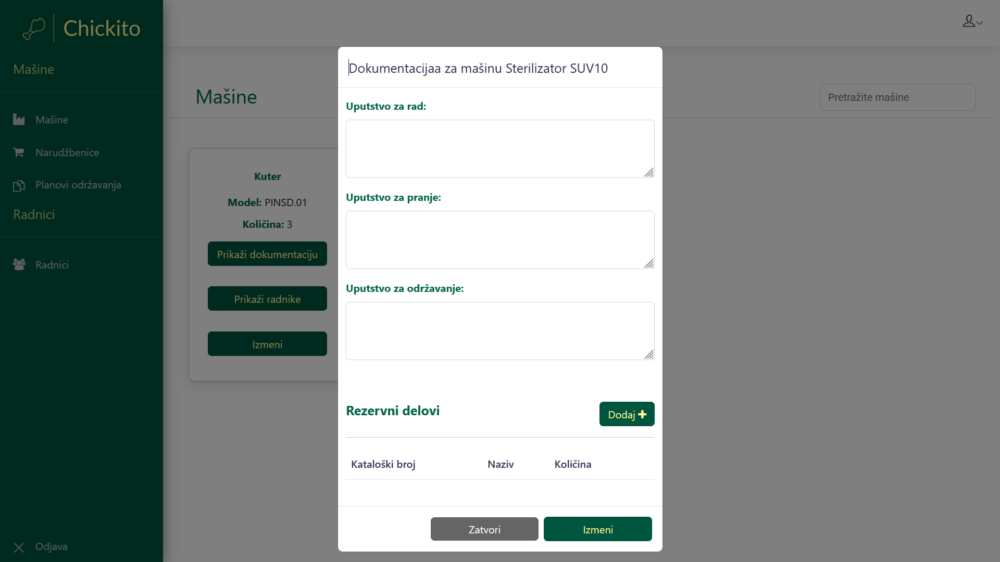 Chickito
Mašine
Mašine
Narudžbenice
Planovi održavanja
Radnici
Radnici
Odjava
Mašine
Pretražite mašine
Kuter
Model: PINSD.01
Količina: 3
Prikaži dokumentaciju
Prikaži radnike
Izmeni
Dokumentacijaa za mašinu Sterilizator SUV10
Uputstvo za rad:
Uputstvo za pranje:
Uputstvo za održavanje:
Rezervni delovi
Dodaj
Kataloški broj Naziv Količina
Zatvori Izmeni